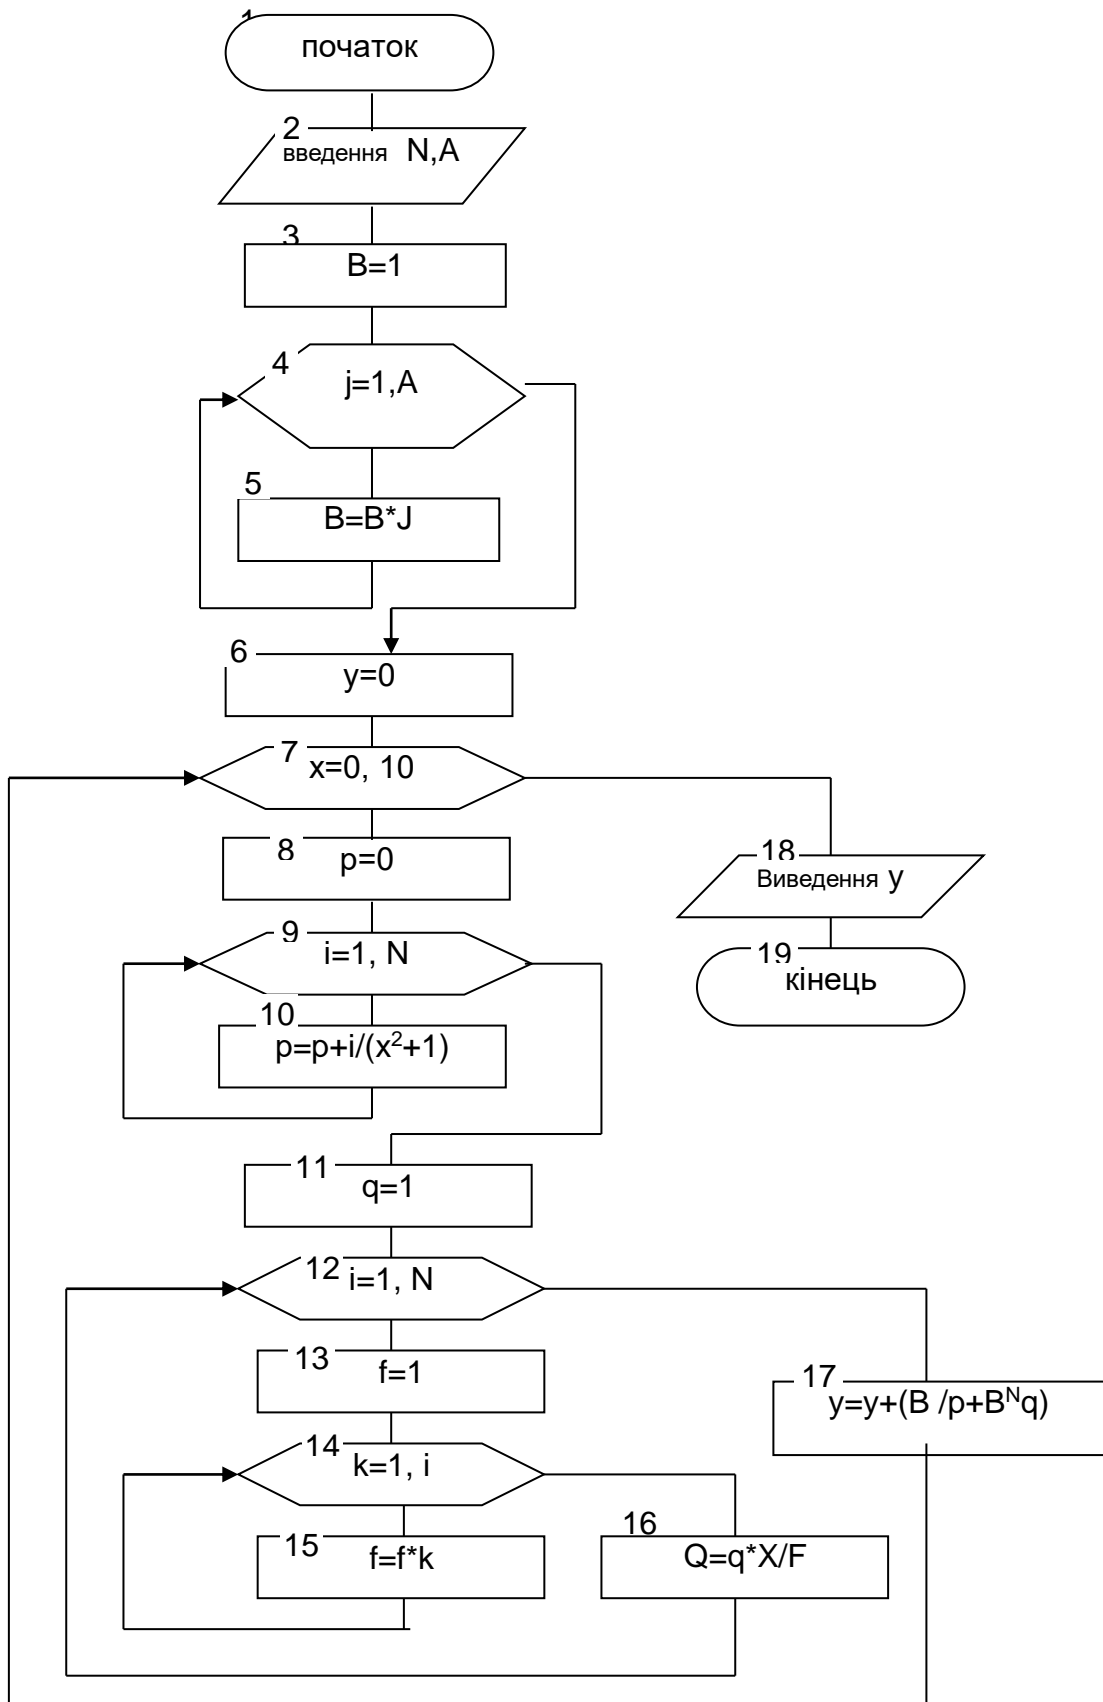 1
початок
2
введення N,A
3
B=1
4
j=1,A
5
B=B*J
6
y=0
7
x=0, 10
8
p=0
9
i=1, N
10
p=p+i/(x²+1)
11
q=1
12
i=1, N
13
f=1
14
k=1, i
15
f=f*k
16
Q=q*X/F
17
y=y+(B /p+Bᴺq)
18
Виведення y
19
кінець